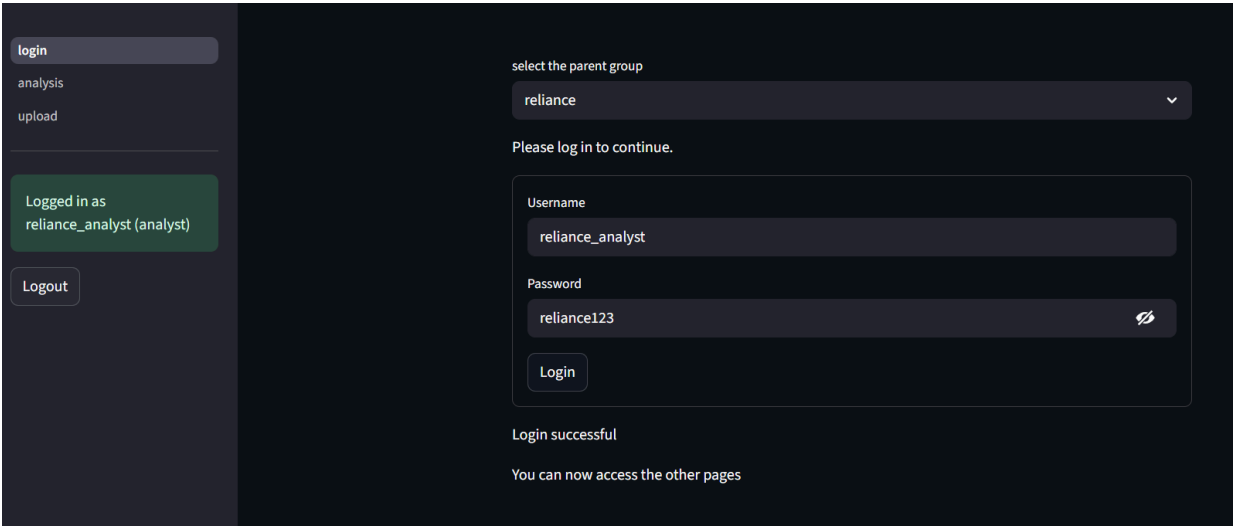 login
analysis
upload
Logged in as
reliance_analyst (analyst)
Logout
select the parent group
reliance
Please log in to continue.
Username
reliance_analyst
Password
reliance123
Login
Login successful
You can now access the other pages